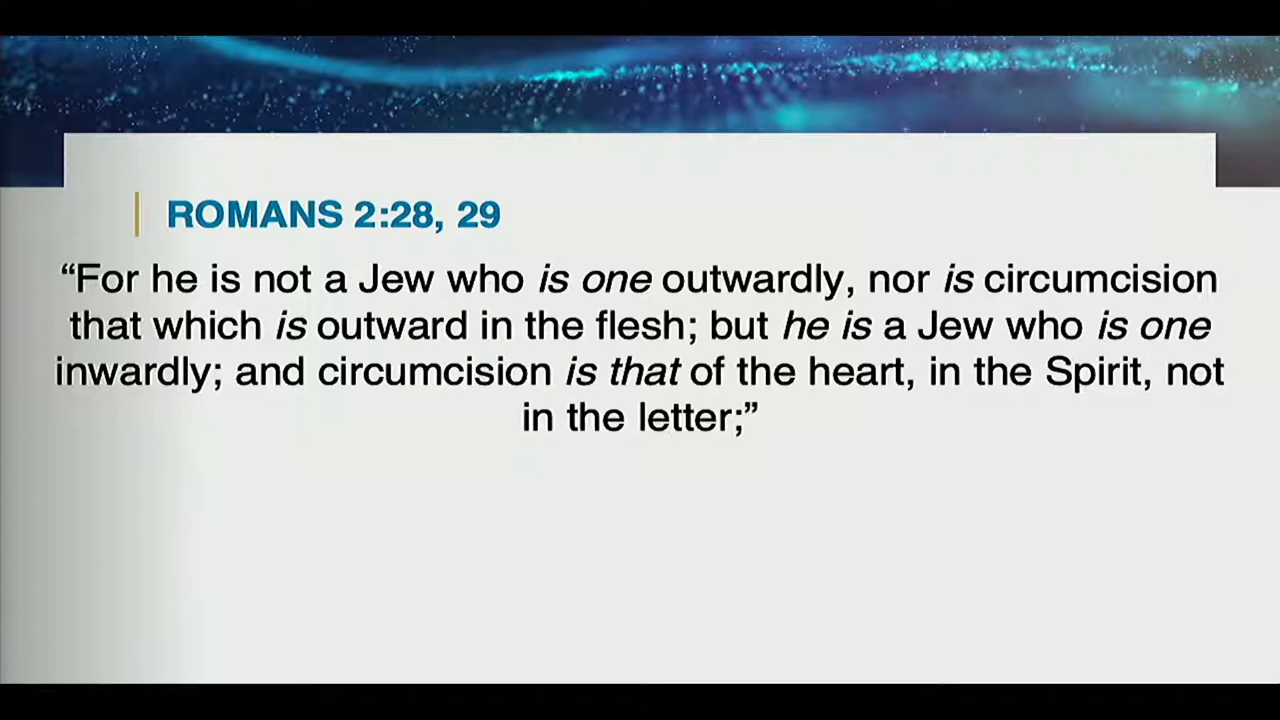 ROMANS 2:28, 29
“For he is not a Jew who is one outwardly, nor is circumcision
that which is outward in the flesh; but he is a Jew who is one
inwardly; and circumcision is that of the heart, in the Spirit, not
in the letter;”